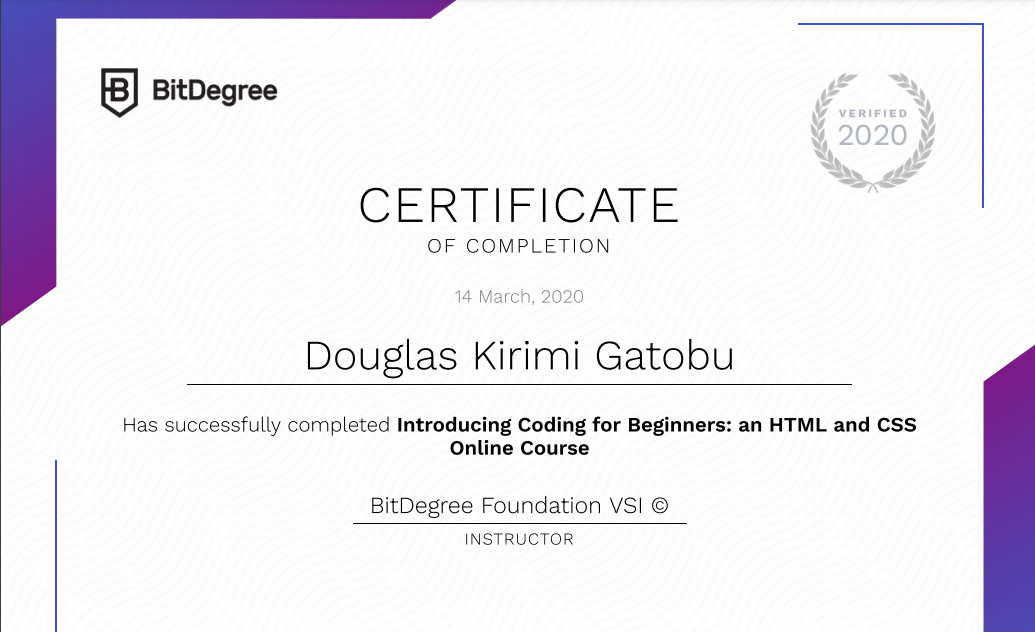 BitDegree
VERIFIED
2020
CERTIFICATE
OF COMPLETION
14 March, 2020
Douglas Kirimi Gatobu
Has successfully completed Introducing Coding for Beginners: an HTML and CSS
Online Course
BitDegree Foundation VSI ©
INSTRUCTOR